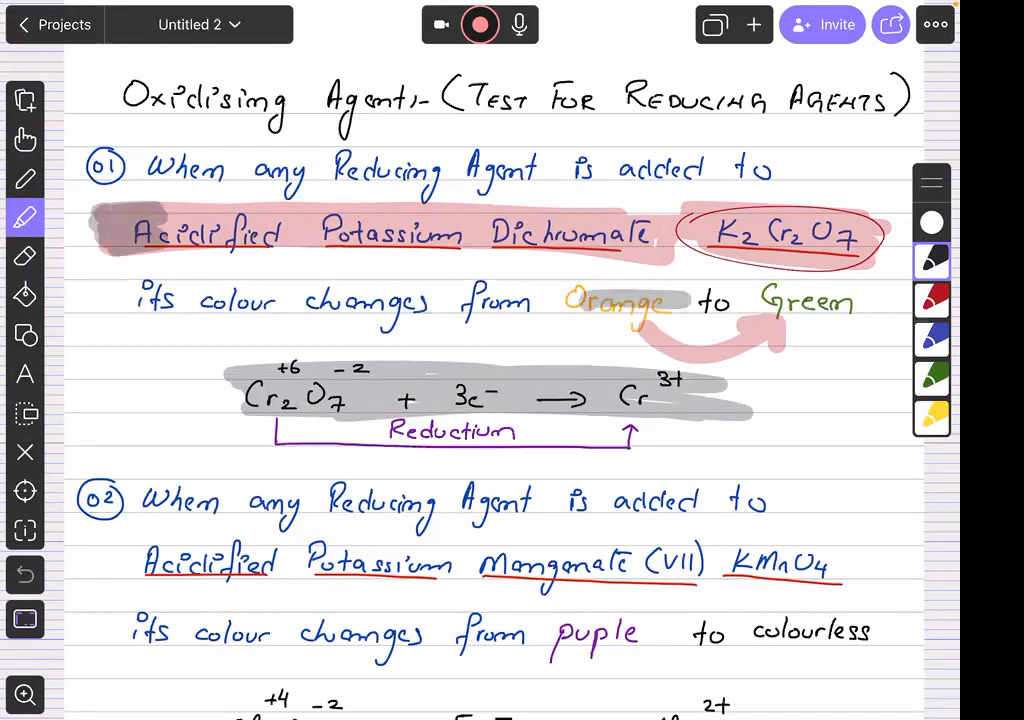 Projects
Untitled 2
Invite
Oxidising Agent:- (TEST FOR REDUCING AGENTS)
01 When any Reducing Agent is added to
Acidified Potassium Dichromate, K2Cr2O7
its colour changes from Orange to Green
+6 -2
Cr2O7 + 3e- → Cr3+
Reduction
02 When any Reducing Agent is added to
Acidified Potassium Manganate (VII) KMnO4
its colour changes from puple to colourless
+4 -2 2+